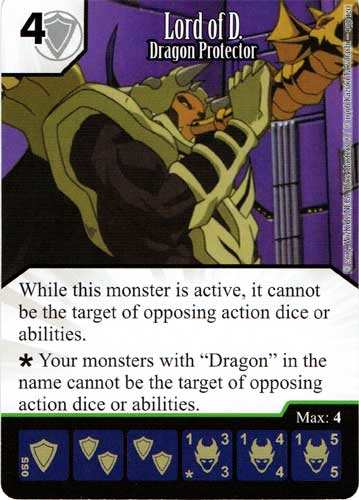 4
Lord of D.
Dragon Protector
While this monster is active, it cannot
be the target of opposing action dice or
abilities.
* Your monsters with “Dragon” in the
name cannot be the target of opposing
action dice or abilities.
Max: 4
055
1 3
* 3
1 4
4
1 5
5